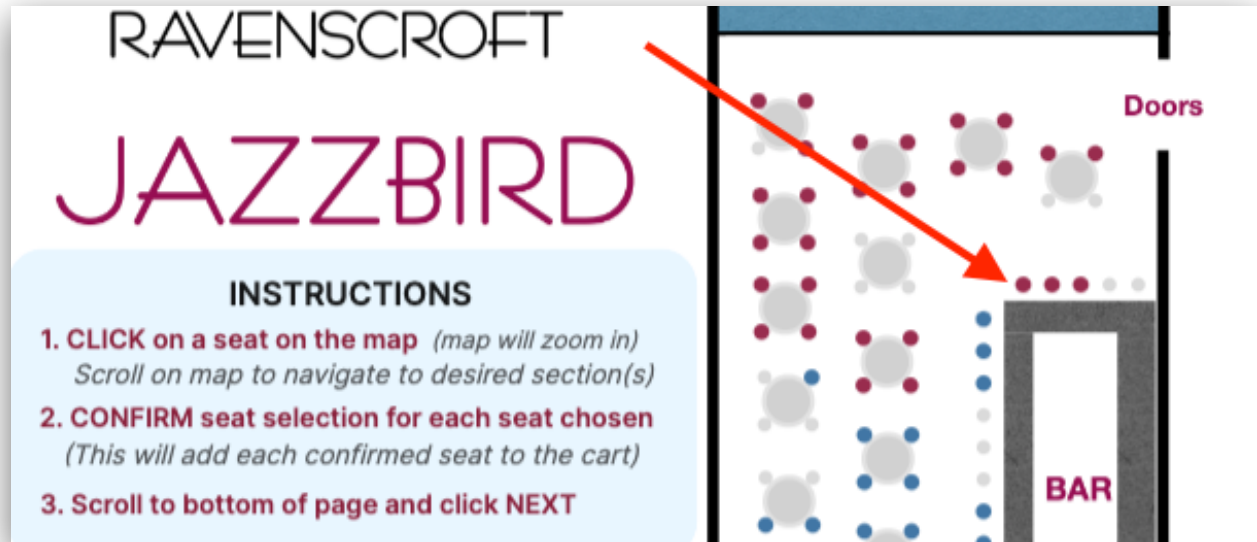 RAVENSCROFT
JAZZBIRD
INSTRUCTIONS
1. CLICK on a seat on the map (map will zoom in)
Scroll on map to navigate to desired section(s)
2. CONFIRM seat selection for each seat chosen
(This will add each confirmed seat to the cart)
3. Scroll to bottom of page and click NEXT
Doors
BAR